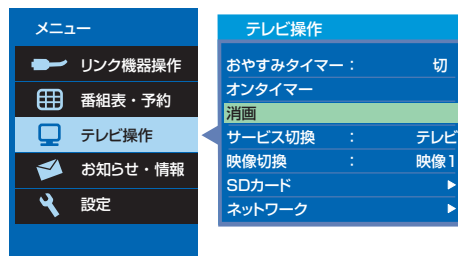 メニュー
リンク機器操作
番組表・予約
テレビ操作
お知らせ・情報
設定
テレビ操作
おやすみタイマー： 切
オンタイマー
消画
サービス切換 ： テレビ
映像切換 ： 映像1
SDカード
ネットワーク